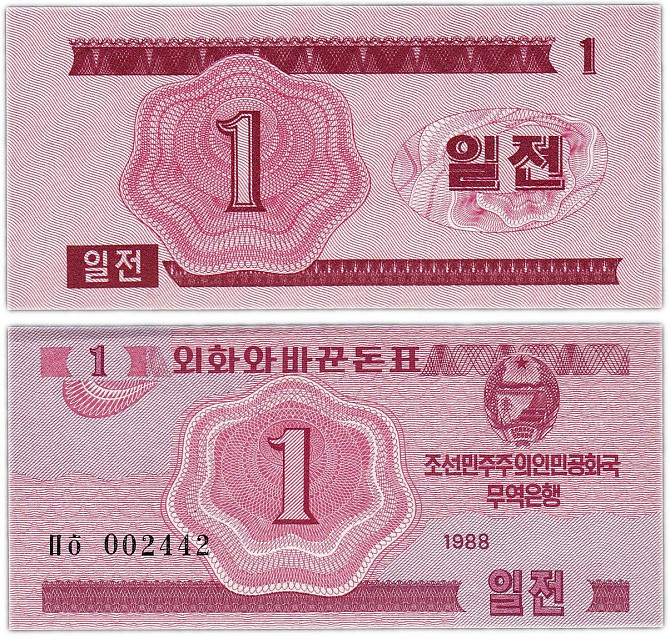 1
1
일전
일전
1
외화와바꾼돈표
1
조선민주주의인민공화국
무역은행
ㅁㅎ 002442
1988
일전